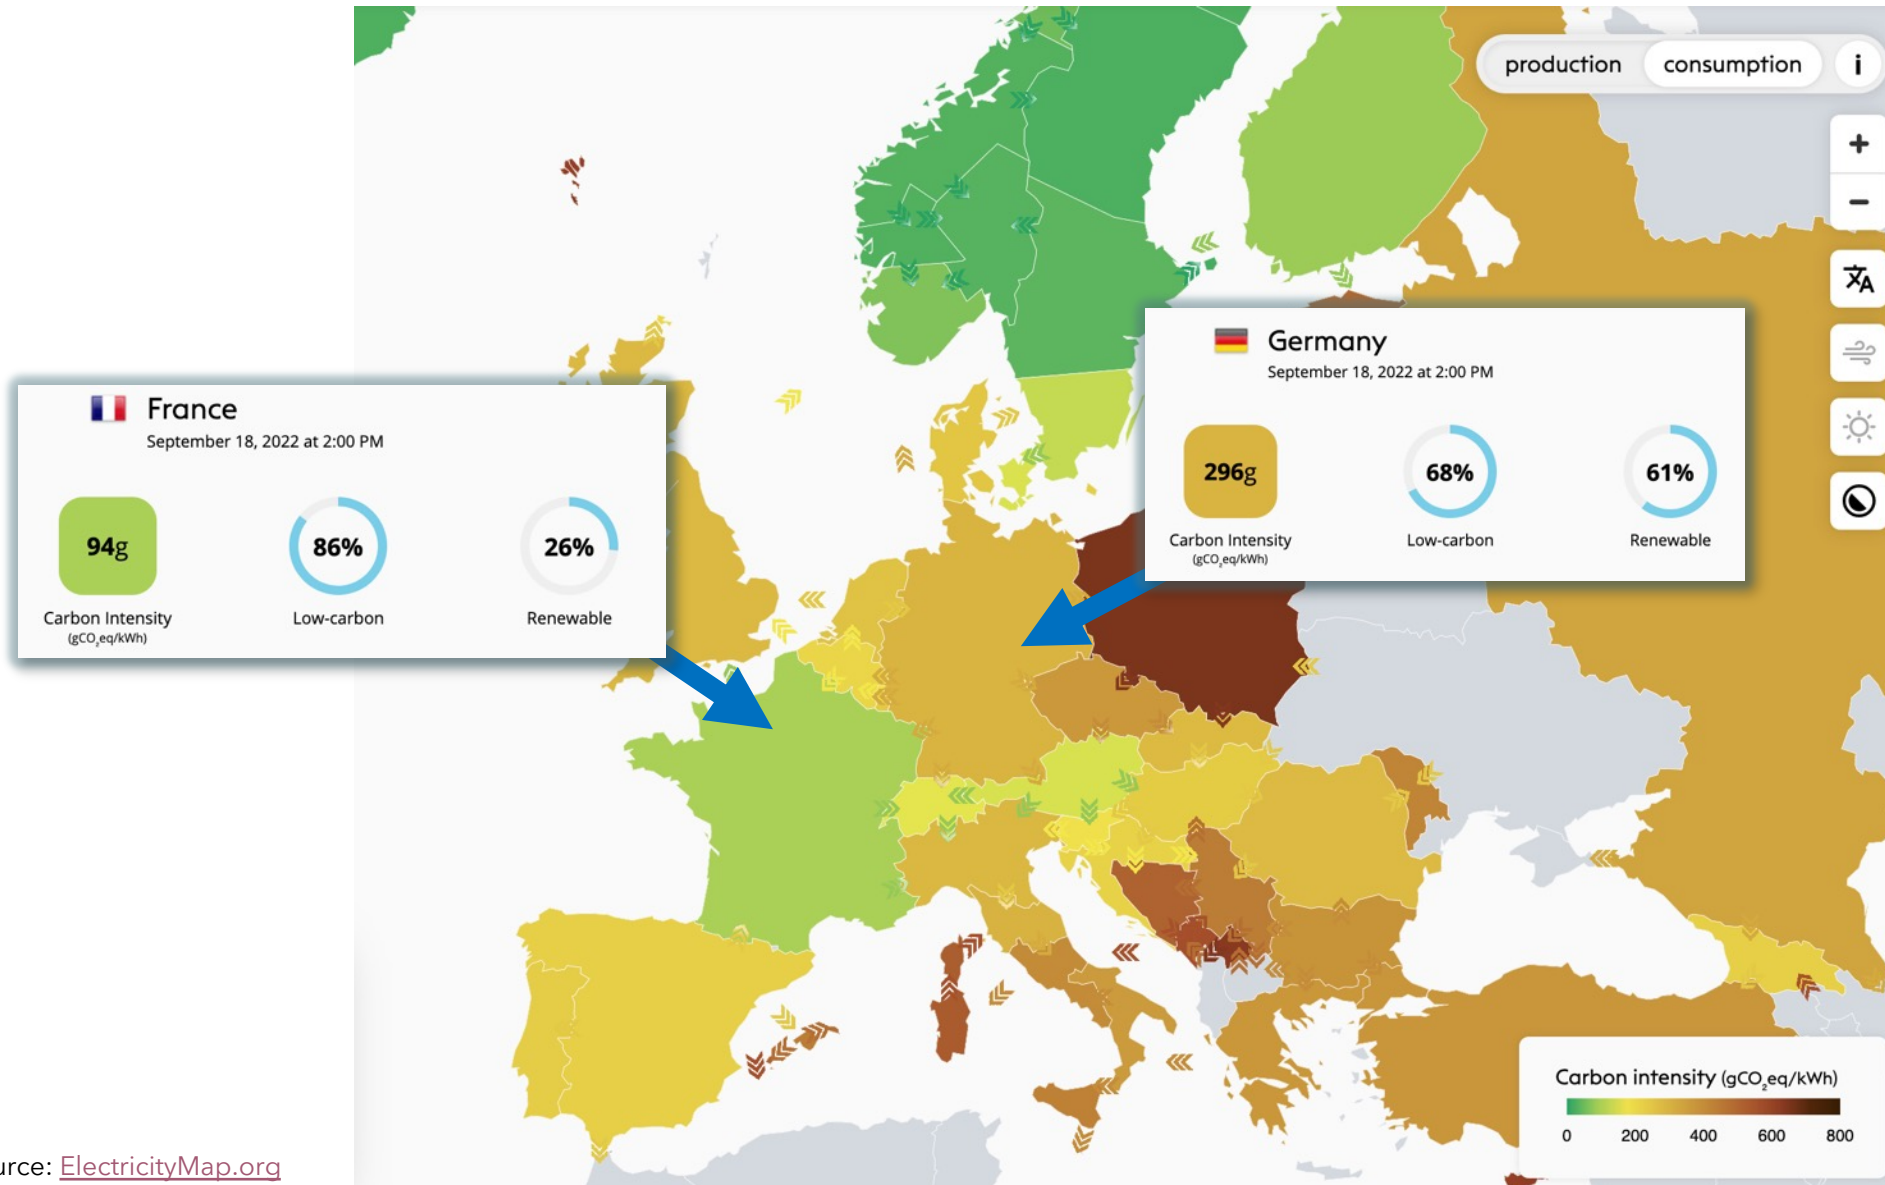 production consumption i
France
September 18, 2022 at 2:00 PM
94g
86%
26%
Carbon Intensity
(gCO₂eq/kWh)
Low-carbon
Renewable
Germany
September 18, 2022 at 2:00 PM
296g
68%
61%
Carbon Intensity
(gCO₂eq/kWh)
Low-carbon
Renewable
Carbon intensity (gCO₂eq/kWh)
0 200 400 600 800
urce: ElectricityMap.org